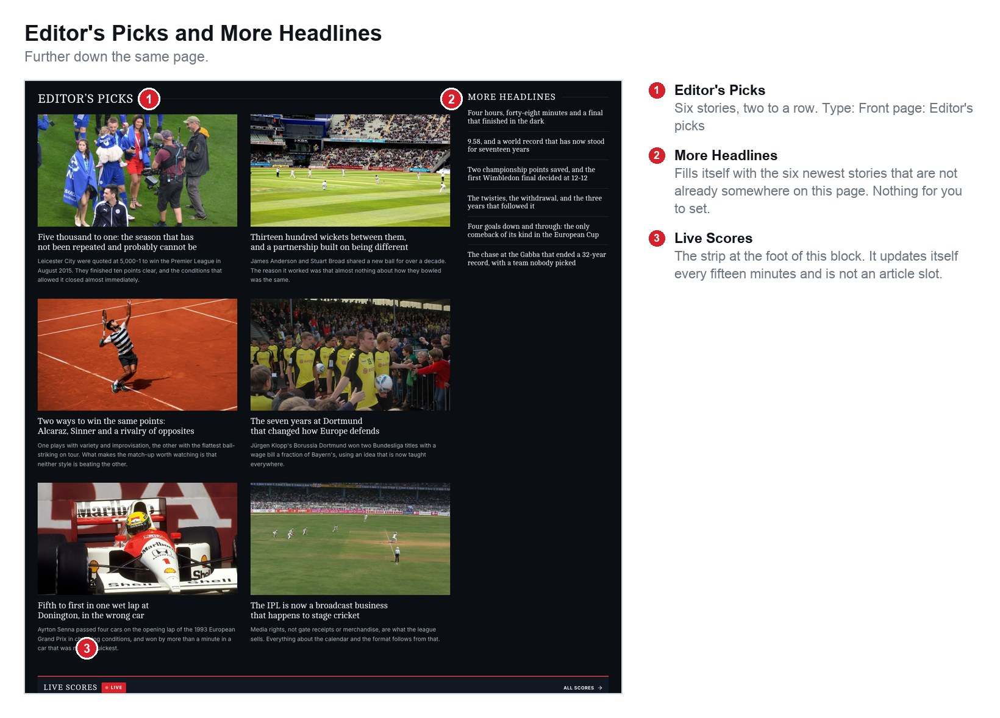 Editor's Picks and More Headlines
Further down the same page.
EDITOR'S PICKS
1
KSK
BARCL
Five thousand to one: the season that has
not been repeated and probably cannot be
Leicester City were quoted at 5,000-1 to win the Premier League in
August 2015. They finished ten points clear, and the conditions that
allowed it closed almost immediately.
Thirteen hundred wickets between them,
and a partnership built on being different
James Anderson and Stuart Broad shared a new ball for over a decade.
The reason it worked was that almost nothing about how they bowled
was the same.
Two ways to win the same points:
Alcaraz, Sinner and a rivalry of opposites
One plays with variety and improvisation, the other with the flattest ball-
striking on tour. What makes the match-up worth watching is that
neither style is beating the other.
The seven years at Dortmund
that changed how Europe defends
Jürgen Klopp's Borussia Dortmund won two Bundesliga titles with a
wage bill a fraction of Bayern's, using an idea that is now taught
everywhere.
Marlboro
Marlboro
HONDA
1
Shell
Shell
Shell
Fifth to first in one wet lap at
Donington, in the wrong car
Ayrton Senna passed four cars on the opening lap of the 1993 European
Grand Prix in conditions, and won by more than a minute in a
car that was
3
The IPL is now a broadcast business
that happens to stage cricket
Media rights, not gate receipts or merchandise, are what the league
sells. Everything about the calendar and the format follows from that.
2
MORE HEADLINES
Four hours, forty-eight minutes and a final
that finished in the dark
9.58, and a world record that has now stood
for seventeen years
Two championship points saved, and the
first Wimbledon final decided at 12-12
The twisties, the withdrawal, and the three
years that followed it
Four goals down and through: the only
comeback of its kind in the European Cup
The chase at the Gabba that ended a 32-year
record, with a team nobody picked
LIVE SCORES
LIVE
ALL SCORES →
1
Editor's Picks
Six stories, two to a row. Type: Front page: Editor's
picks
2
More Headlines
Fills itself with the six newest stories that are not
already somewhere on this page. Nothing for you
to set.
3
Live Scores
The strip at the foot of this block. It updates itself
every fifteen minutes and is not an article slot.